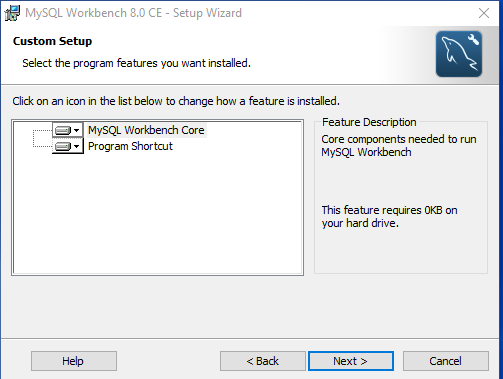 MySQL Workbench 8.0 CE - Setup Wizard
Custom Setup
Select the program features you want installed.
Click on an icon in the list below to change how a feature is installed.
MySQL Workbench Core
Program Shortcut
Feature Description
Core components needed to run
MySQL Workbench
This feature requires 0KB on
your hard drive.
Help
< Back
Next >
Cancel